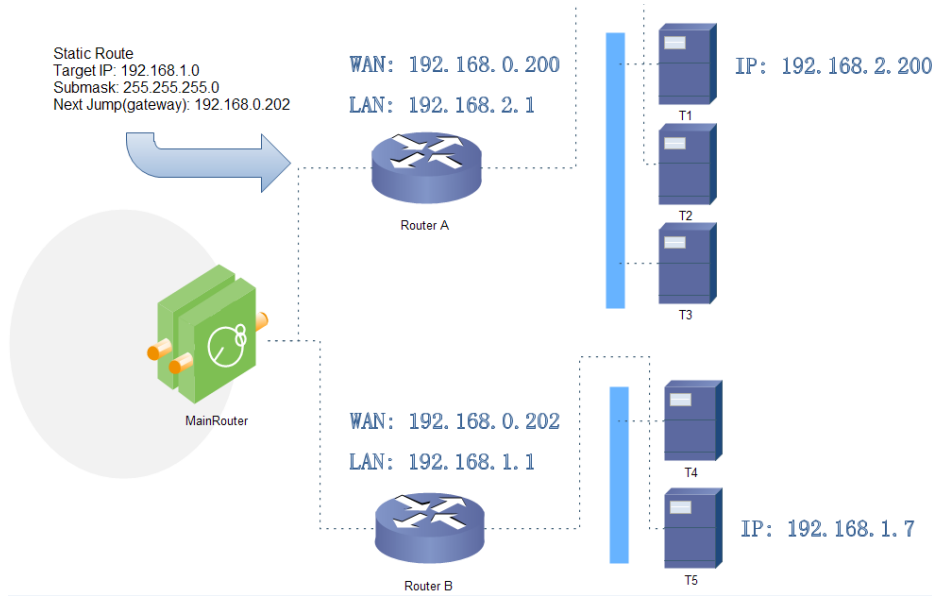 Static Route
Target IP: 192.168.1.0
Submask: 255.255.255.0
Next Jump(gateway): 192.168.0.202
WAN: 192.168.0.200
LAN: 192.168.2.1
Router A
IP: 192.168.2.200
T1
T2
T3
MainRouter
WAN: 192.168.0.202
LAN: 192.168.1.1
Router B
T4
IP: 192.168.1.7
T5